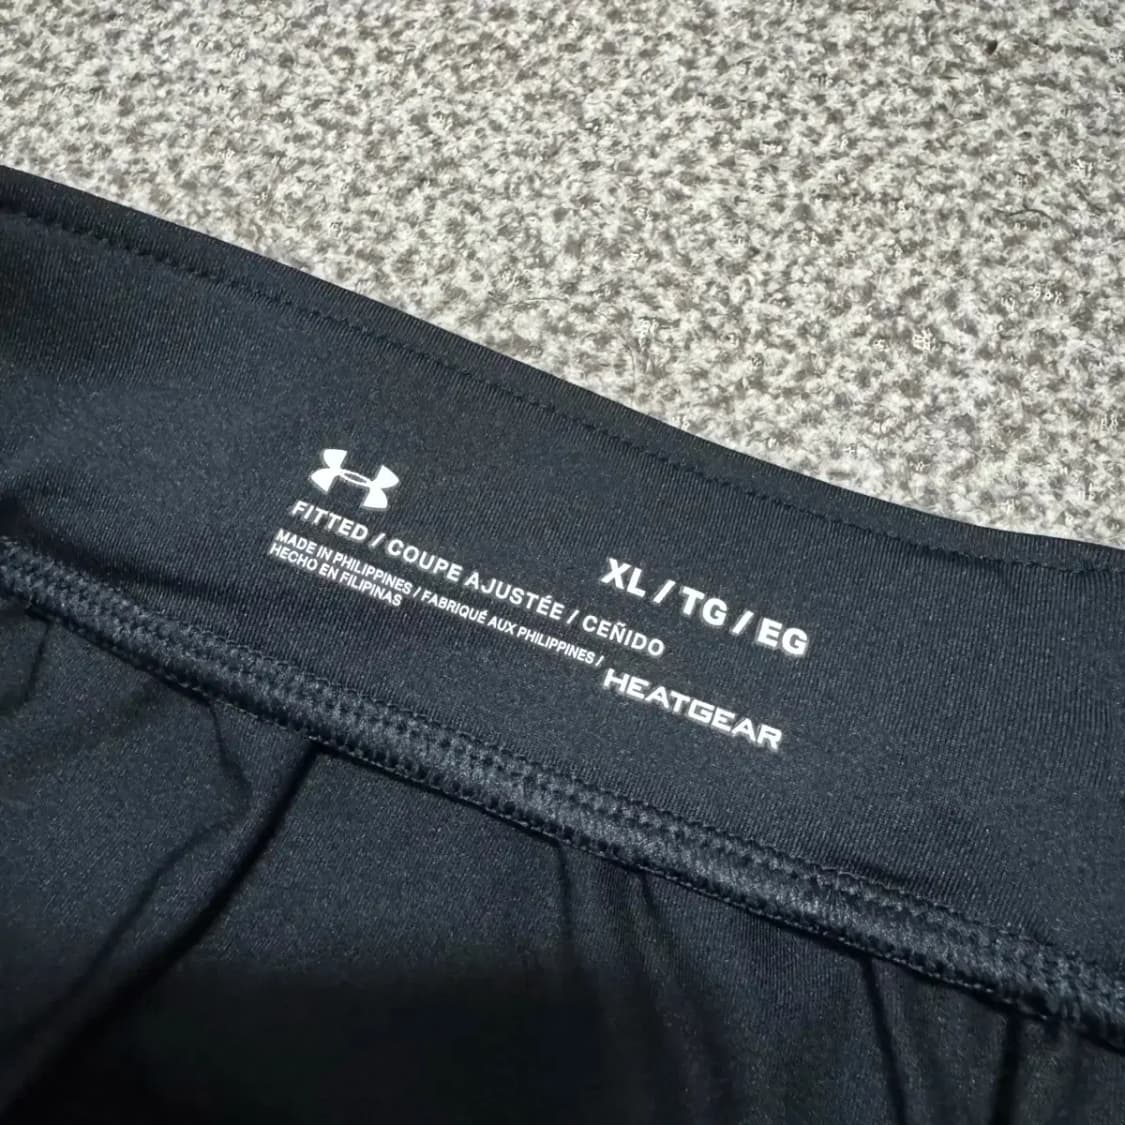 FITTED / COUPE AJUSTÉE / CEÑIDO
XL / TG / EG
MADE IN PHILIPPINES / FABRIQUÉ AUX PHILIPPINES /
HECHO EN FILIPINAS
HEATGEAR